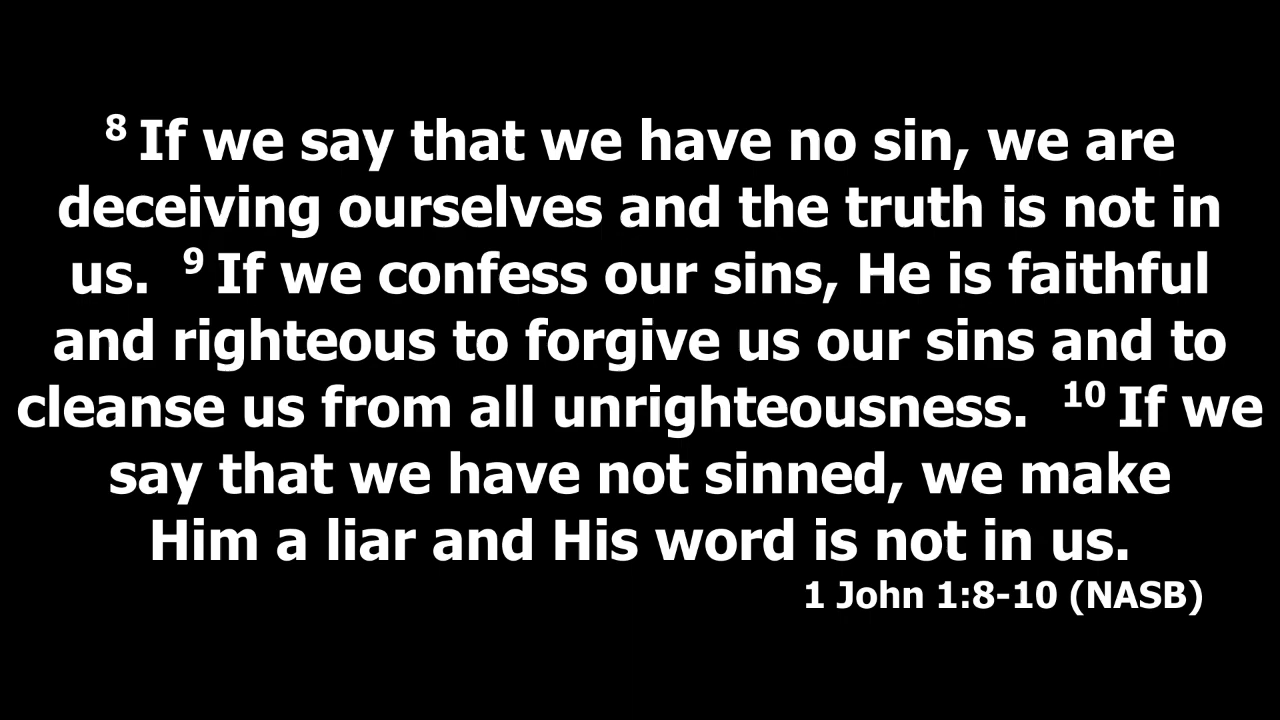 8 If we say that we have no sin, we are
deceiving ourselves and the truth is not in
us. 9 If we confess our sins, He is faithful
and righteous to forgive us our sins and to
cleanse us from all unrighteousness. 10 If we
say that we have not sinned, we make
Him a liar and His word is not in us.
1 John 1:8-10 (NASB)